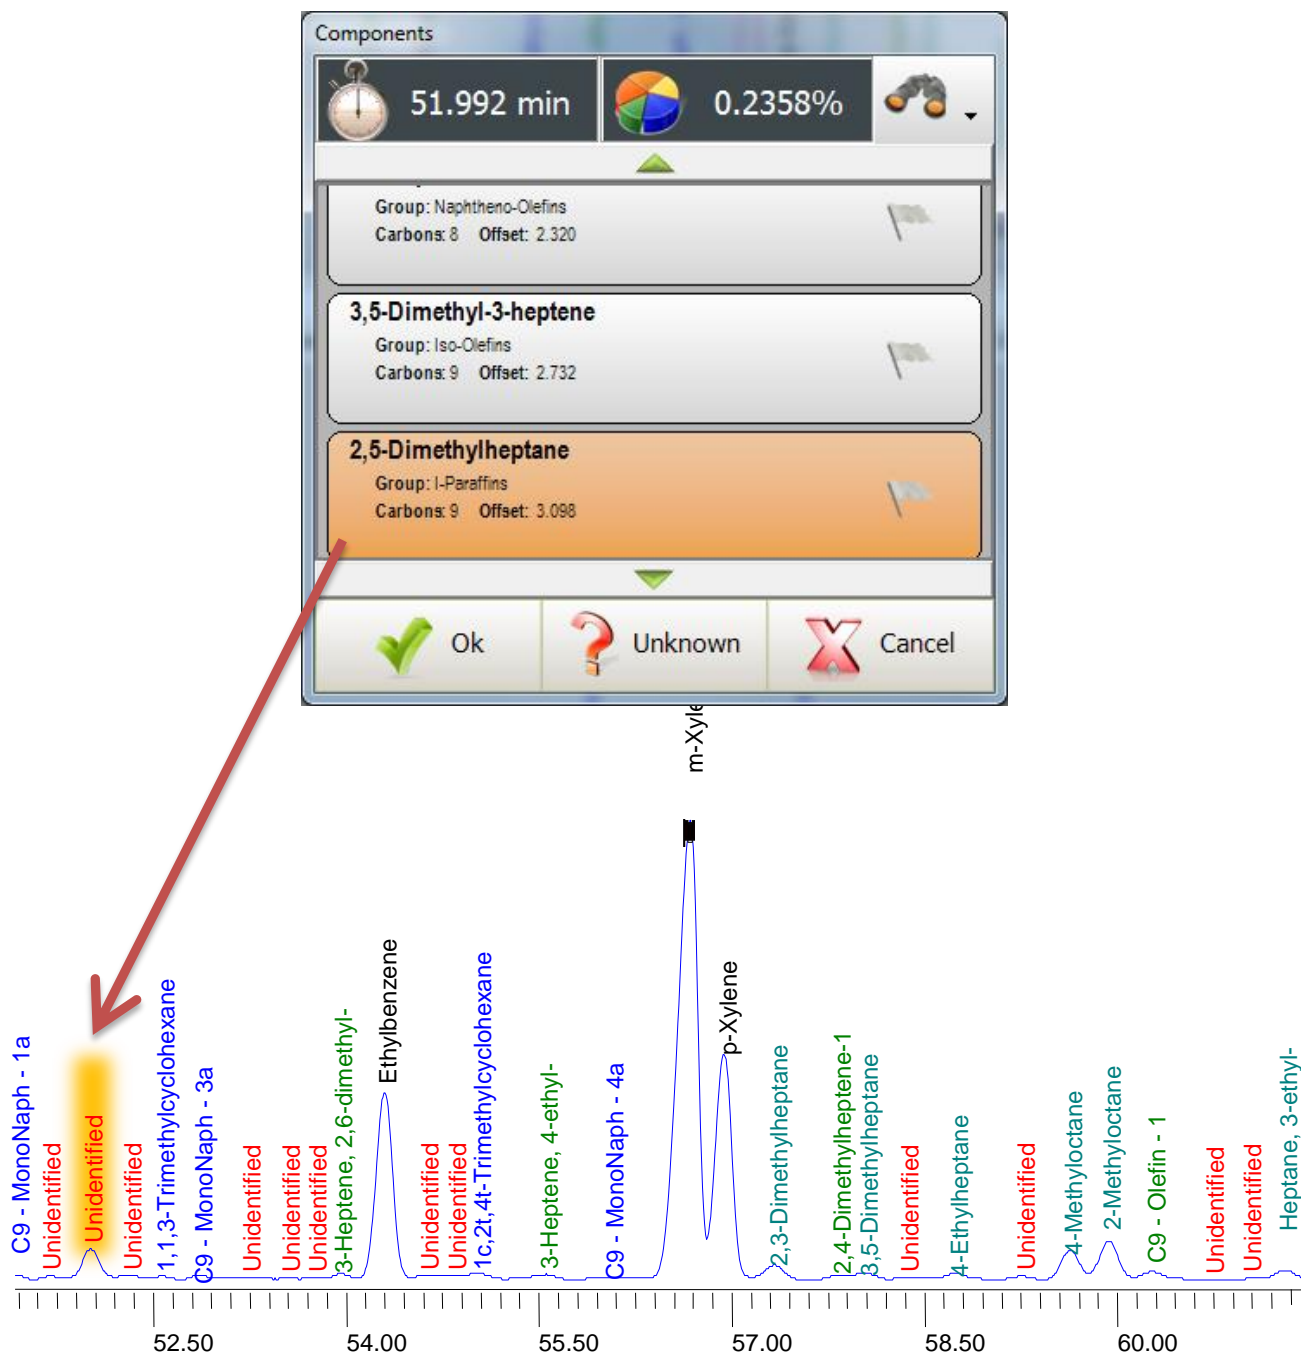 Components
51.992 min
0.2358%
Group: Naphtheno-Olefins
Carbons: 8 Offset: 2.320
3,5-Dimethyl-3-heptene
Group: Iso-Olefins
Carbons: 9 Offset: 2.732
2,5-Dimethylheptane
Group: I-Paraffins
Carbons: 9 Offset: 3.098
Ok
Unknown
Cancel
C9 - MonoNaph - 1a
Unidentified
Unidentified
Unidentified
1,1,3-Trimethylcyclohexane
C9 - MonoNaph - 3a
Unidentified
Unidentified
Unidentified
3-Heptene, 2,6-dimethyl-
Ethylbenzene
Unidentified
Unidentified
1c,2t,4t-Trimethylcyclohexane
3-Heptene, 4-ethyl-
C9 - MonoNaph - 4a
m-Xyle
p-Xylene
2,3-Dimethylheptane
2,4-Dimethylheptene-1
3,5-Dimethylheptane
Unidentified
4-Ethylheptane
Unidentified
4-Methyloctane
2-Methyloctane
C9 - Olefin - 1
Unidentified
Unidentified
Heptane, 3-ethyl-
52.50
54.00
55.50
57.00
58.50
60.00